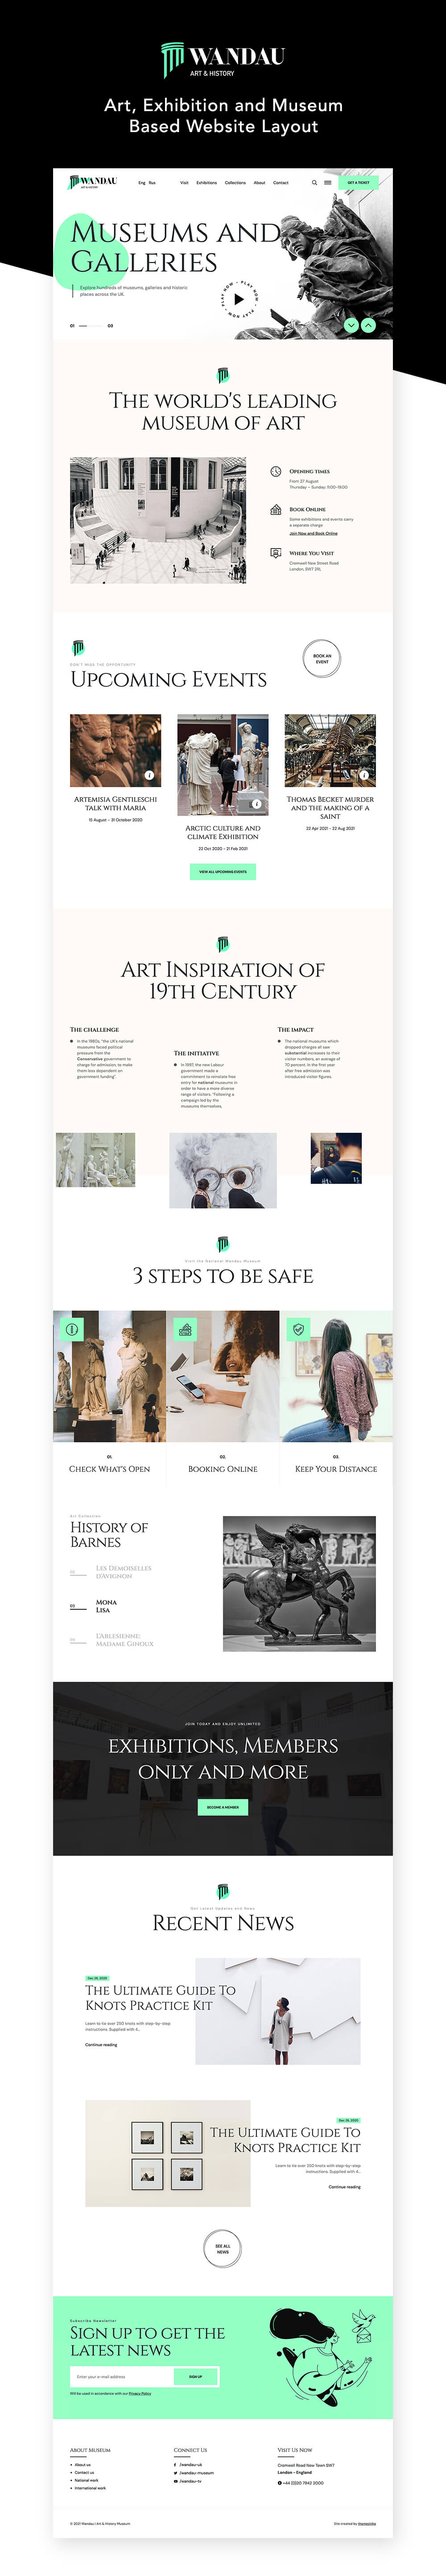 WANDAU
ART & HISTORY
Art, Exhibition and Museum
Based Website Layout
WANDAU
Eng Rus
Visit Exhibitions Collections About Contact
GET A TICKET
Museums and
Galleries
Explore hundreds of museums, galleries and historic
places across the UK.
PLAY NOW - PLAY NOW - PLAY NOW -
01
03
The world's leading
museum of art
Opening Times
From 27 August
Thursday – Sunday: 11:00–19:00
Book Online
Some exhibitions and events carry
a separate charge
Join Now and Book Online
Where You Visit
Cromwell New Street Road
London, SW7 5RL
DON'T MISS THE OPPORTUNITY
Upcoming Events
BOOK AN
EVENT
Artemisia Gentileschi
talk with Maria
15 August – 31 October 2020
Arctic culture and
climate Exhibition
22 Oct 2020 – 21 Feb 2021
Thomas Becket murder
and the making of a
saint
22 Apr 2021 – 22 Aug 2021
VIEW ALL UPCOMING EVENTS
Art Inspiration of
19th Century
The challenge
In the 1980s, "the UK's national
museums faced political
pressure from the
Conservative government to
charge for admission, to make
them less dependent on
government funding".
The initiative
In 1997, the new Labour
government made a
commitment to reinstate free
entry for national museums in
order to have a more diverse
range of visitors. "Following a
campaign led by the
museums themselves.
The impact
The national museums which
dropped charges all saw
substantial increases to their
visitor numbers, an average of
70 percent. In the first year
after free admission was
introduced visitor figures.
Visit the National Wandau Museum
3 steps to be safe
01.
Check What's Open
02.
Booking Online
03.
Keep Your Distance
Art Collection
History of
Barnes
Les Demoiselles
d'Avignon
Mona
Lisa
L'Arlesienne:
Madame Ginoux
JOIN TODAY AND ENJOY UNLIMITED
exhibitions, Members
only and more
BECOME A MEMBER
Get Latest Updates and News
Recent News
Dec 25, 2020
The Ultimate Guide To
Knots Practice Kit
Learn to tie over 250 knots with step-by-step
instructions. Supplied with 4...
Continue reading
Dec 25, 2020
The Ultimate Guide To
Knots Practice Kit
Learn to tie over 250 knots with step-by-step
instructions. Supplied with 4...
Continue reading
SEE ALL
NEWS
Subscribe Newsletter
Sign up to get the
latest news
Enter your e-mail address
SIGN UP
Will be used in accordance with our Privacy Policy
About Museum
About us
Contact us
National work
International work
Connect Us
/wandau-uk
/wandau-museum
/wandau-tv
Visit Us Now
Cromwell Road New Town SW7
London - England
+44 (0)20 7942 2000
© 2021 Wandau | Art & History Museum
Site created by